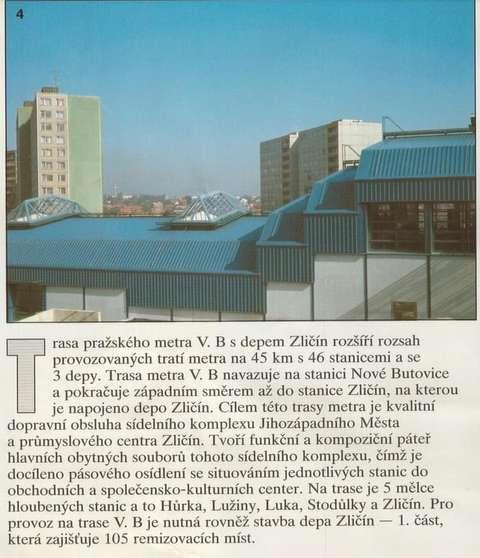 4
Trasa pražského metra V. B s depem Zličín rozšíří rozsah
provozovaných tratí metra na 45 km s 46 stanicemi a se
3 depy. Trasa metra V. B navazuje na stanici Nové Butovice
a pokračuje západním směrem až do stanice Zličín, na kterou
je napojeno depo Zličín. Cílem této trasy metra je kvalitní
dopravní obsluha sídelního komplexu Jihozápadního Města
a průmyslového centra Zličín. Tvoří funkční a kompoziční páteř
hlavních obytných souborů tohoto sídelního komplexu, čímž je
docíleno pásového osídlení se situováním jednotlivých stanic do
obchodních a společensko-kulturních center. Na trase je 5 mělce
hloubených stanic a to Hůrka, Lužiny, Luka, Stodůlky a Zličín. Pro
provoz na trase V. B je nutná rovněž stavba depa Zličín — 1. část,
která zajišťuje 105 remizovacích míst.